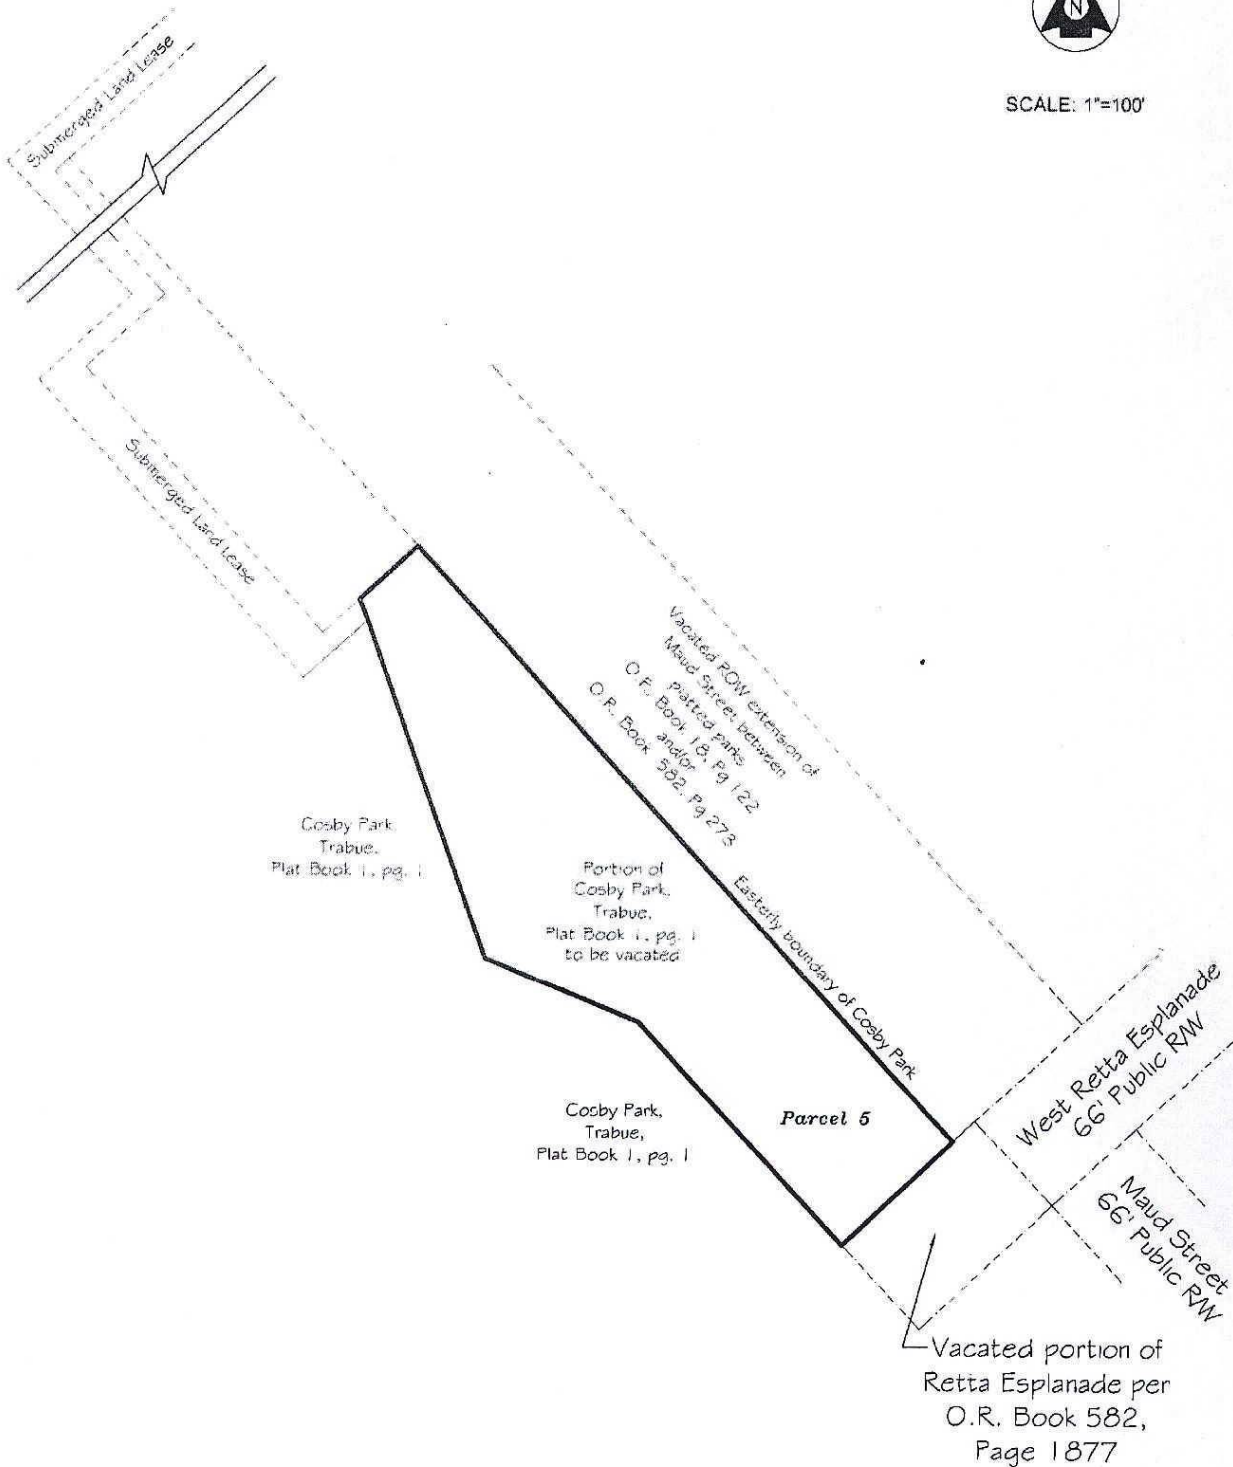 N
SCALE: 1"=100'
Submerged Land Lease
Submerged Land Lease
Vacated ROW extension of
Maud Street between
platted parks
O.R. Book 18, Pg 122
and/or
O.R. Book 582, Pg 273
Cosby Park
Trabue,
Plat Book 1, pg. 1
Portion of
Cosby Park,
Trabue,
Plat Book 1, pg. 1
to be vacated
Easterly boundary of Cosby Park
West Retta Esplanade
66' Public R/W
Cosby Park,
Trabue,
Plat Book 1, pg. 1
Parcel 5
Maud Street
66' Public R/W
Vacated portion of
Retta Esplanade per
O.R. Book 582,
Page 1877